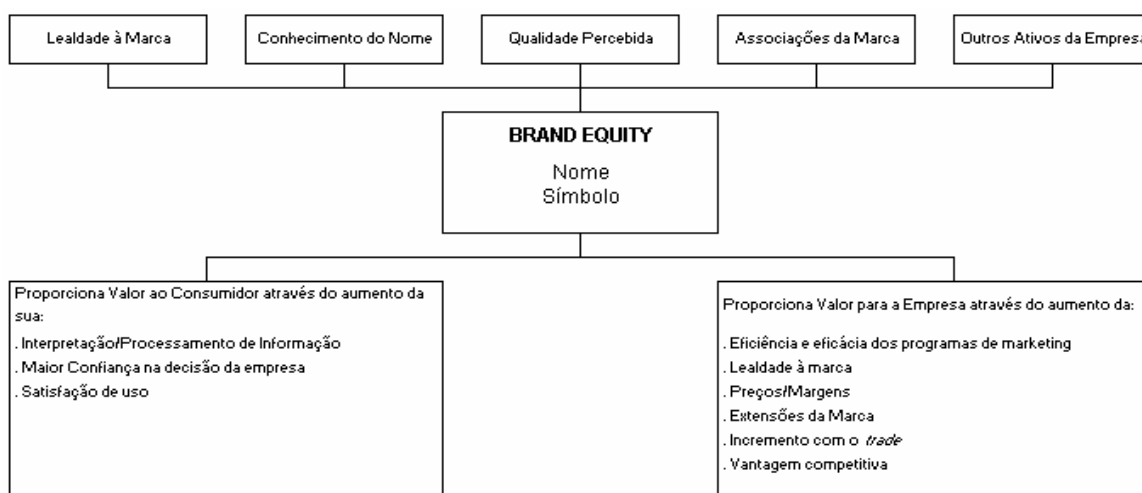 Lealdade à Marca
Conhecimento do Nome
Qualidade Percebida
Associações da Marca
Outros Ativos da Empresa
BRAND EQUITY
Nome
Símbolo
Proporciona Valor ao Consumidor através do aumento da
sua:
. Interpretação/Processamento de Informação
. Maior Confiança na decisão da empresa
. Satisfação de uso
Proporciona Valor para a Empresa através do aumento da:
. Eficiência e eficácia dos programas de marketing
. Lealdade à marca
. Preços/Margens
. Extensões da Marca
. Incremento com o trade
. Vantagem competitiva